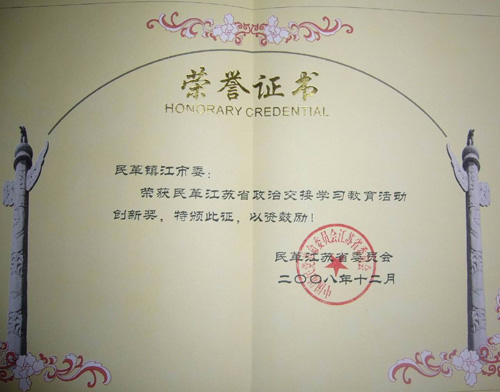 荣誉证书
HONORARY CREDENTIAL
民革镇江市委：
荣获民革江苏省政治交接学习教育活动
创新奖，特颁此证，以资鼓励！
民革江苏省委员会
二〇〇八年十二月